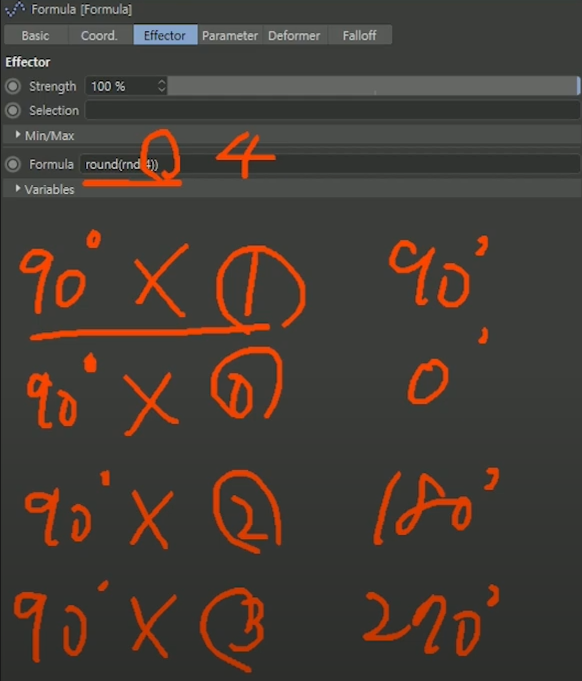 Formula [Formula]
Basic Coord. Effector Parameter Deformer Falloff
Effector
Strength 100 %
Selection
Min/Max
Formula round(rnd(4)) 4
Variables
90° X 1 90°
90° X 0 0°
90° X 2 180°
90° X 3 270°